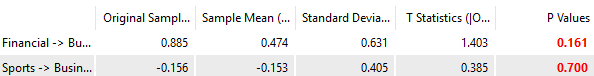 Original Sampl... Sample Mean (... Standard Devia... T Statistics (|O... P Values
Financial -> Bu... 0.885 0.474 0.631 1.403 0.161
Sports -> Busin... -0.156 -0.153 0.405 0.385 0.700